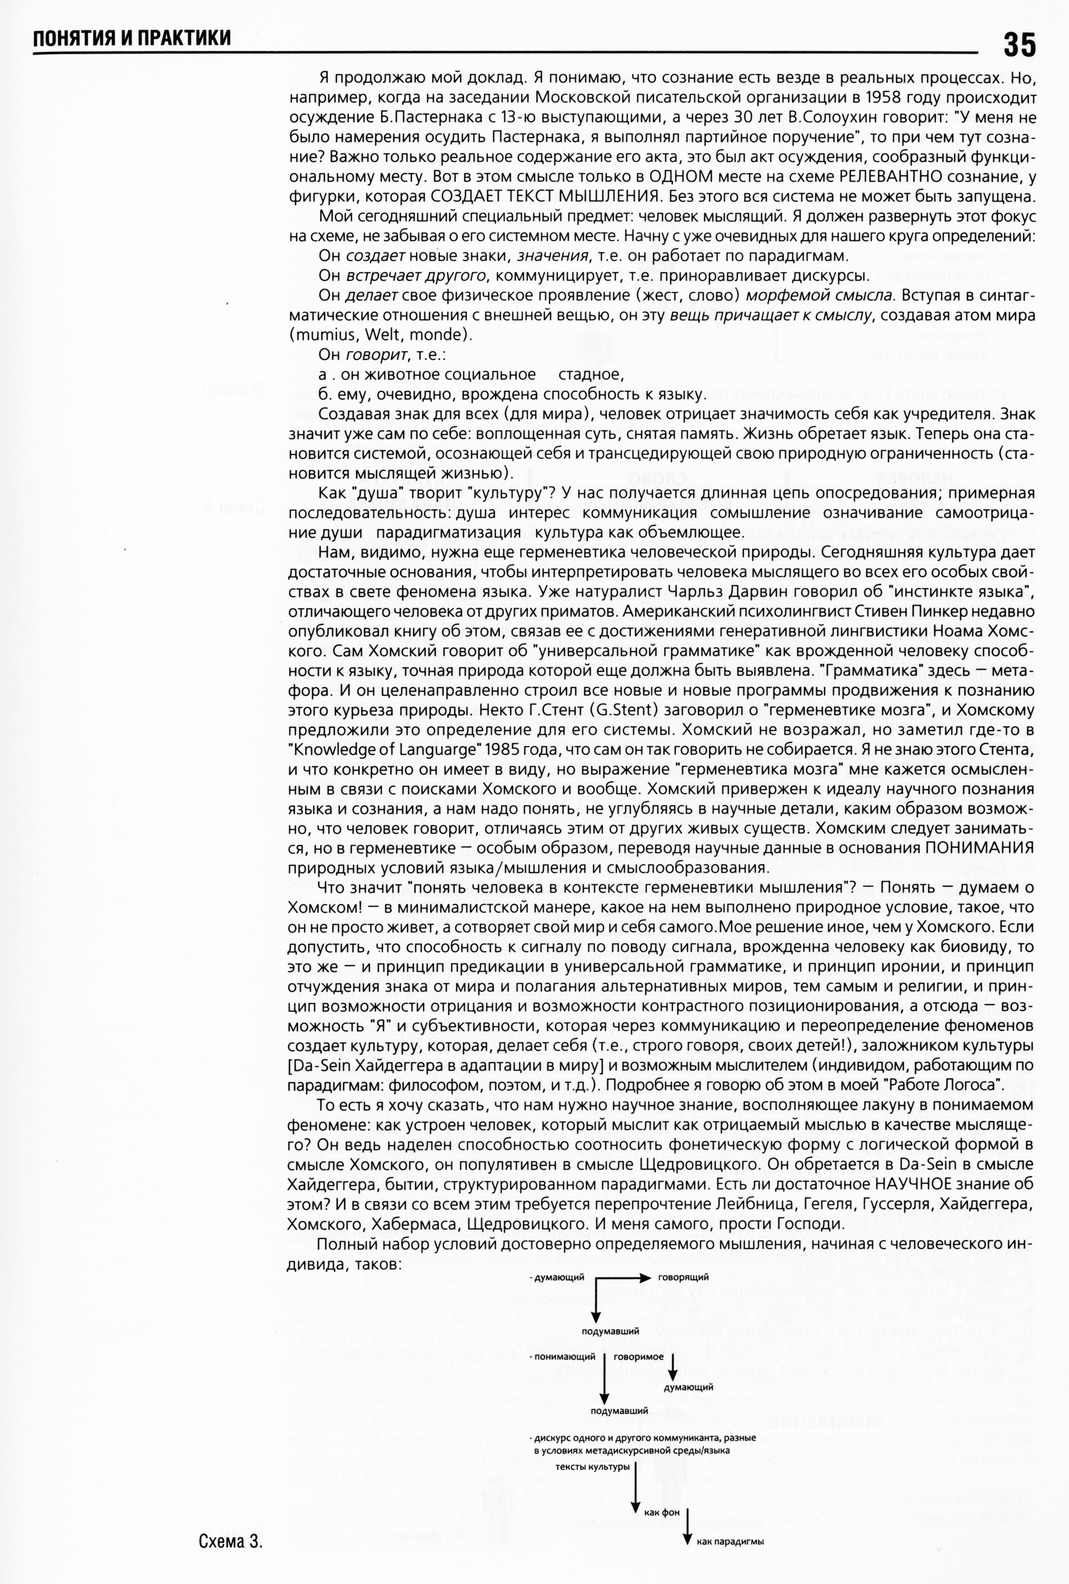 ПОНЯТИЯ И ПРАКТИКИ
35
Я продолжаю мой доклад. Я понимаю, что сознание есть везде в реальных процессах. Но,
например, когда на заседании Московской писательской организации в 1958 году происходит
осуждение Б.Пастернака с 13-ю выступающими, а через 30 лет В.Солоухин говорит: "У меня не
было намерения осудить Пастернака, я выполнял партийное поручение", то при чем тут созна-
ние? Важно только реальное содержание его акта, это был акт осуждения, сообразный функци-
ональному месту. Вот в этом смысле только в ОДНОМ месте на схеме РЕЛЕВАНТНО сознание, у
фигурки, которая СОЗДАЕТ ТЕКСТ МЫШЛЕНИЯ. Без этого вся система не может быть запущена.
Мой сегодняшний специальный предмет: человек мыслящий. Я должен развернуть этот фокус
на схеме, не забывая о его системном месте. Начну с уже очевидных для нашего круга определений:
Он создает новые знаки, значения, т.е. он работает по парадигмам.
Он встречает другого, коммуницирует, т.е. приноравливает дискурсы.
Он делает свое физическое проявление (жест, слово) морфемой смысла. Вступая в синтаг-
матические отношения с внешней вещью, он эту вещь причащает к смыслу, создавая атом мира
(mumius, Welt, monde).
Он говорит, т.е.:
а . он животное социальное стадное,
б. ему, очевидно, врождена способность к языку.
Создавая знак для всех (для мира), человек отрицает значимость себя как учредителя. Знак
значит уже сам по себе: воплощенная суть, снятая память. Жизнь обретает язык. Теперь она ста-
новится системой, осознающей себя и трансцедирующей свою природную ограниченность (ста-
новится мыслящей жизнью).
Как "душа" творит "культуру"? У нас получается длинная цепь опосредования; примерная
последовательность: душа интерес коммуникация сомышление означивание самоотрица-
ние души парадигматизация культура как объемлющее.
Нам, видимо, нужна еще герменевтика человеческой природы. Сегодняшняя культура дает
достаточные основания, чтобы интерпретировать человека мыслящего во всех его особых свой-
ствах в свете феномена языка. Уже натуралист Чарльз Дарвин говорил об "инстинкте языка",
отличающего человека от других приматов. Американский психолингвист Стивен Пинкер недавно
опубликовал книгу об этом, связав ее с достижениями генеративной лингвистики Ноама Хомс-
кого. Сам Хомский говорит об "универсальной грамматике" как врожденной человеку способ-
ности к языку, точная природа которой еще должна быть выявлена. "Грамматика" здесь — мета-
фора. И он целенаправленно строил все новые и новые программы продвижения к познанию
этого курьеза природы. Некто Г.Стент (G.Stent) заговорил о "герменевтике мозга", и Хомскому
предложили это определение для его системы. Хомский не возражал, но заметил где-то в
"Knowledge of Languarge" 1985 года, что сам он так говорить не собирается. Я не знаю этого Стента,
и что конкретно он имеет в виду, но выражение "герменевтика мозга" мне кажется осмыслен-
ным в связи с поисками Хомского и вообще. Хомский привержен к идеалу научного познания
языка и сознания, а нам надо понять, не углубляясь в научные детали, каким образом возмож-
но, что человек говорит, отличаясь этим от других живых существ. Хомским следует занимать-
ся, но в герменевтике — особым образом, переводя научные данные в основания ПОНИМАНИЯ
природных условий языка/мышления и смыслообразования.
Что значит "понять человека в контексте герменевтики мышления"? — Понять — думаем о
Хомском! — в минималистской манере, какое на нем выполнено природное условие, такое, что
он не просто живет, а сотворяет свой мир и себя самого.Мое решение иное, чем у Хомского. Если
допустить, что способность к сигналу по поводу сигнала, врожденна человеку как биовиду, то
это же — и принцип предикации в универсальной грамматике, и принцип иронии, и принцип
отчуждения знака от мира и полагания альтернативных миров, тем самым и религии, и прин-
цип возможности отрицания и возможности контрастного позиционирования, а отсюда — воз-
можность "Я" и субъективности, которая через коммуникацию и переопределение феноменов
создает культуру, которая, делает себя (т.е., строго говоря, своих детей!), заложником культуры
[Da-Sein Хайдеггера в адаптации в миру] и возможным мыслителем (индивидом, работающим по
парадигмам: философом, поэтом, и т.д.). Подробнее я говорю об этом в моей "Работе Логоса".
То есть я хочу сказать, что нам нужно научное знание, восполняющее лакуну в понимаемом
феномене: как устроен человек, который мыслит как отрицаемый мыслью в качестве мысляще-
го? Он ведь наделен способностью соотносить фонетическую форму с логической формой в
смысле Хомского, он популятивен в смысле Щедровицкого. Он обретается в Da-Sein в смысле
Хайдеггера, бытии, структурированном парадигмами. Есть ли достаточное НАУЧНОЕ знание об
этом? И в связи со всем этим требуется перепрочтение Лейбница, Гегеля, Гуссерля, Хайдеггера,
Хомского, Хабермаса, Щедровицкого. И меня самого, прости Господи.
Полный набор условий достоверно определяемого мышления, начиная с человеческого ин-
дивида, таков:
- думающий говорящий
подумавший
- понимающий говоримое
думающий
подумавший
- дискурс одного и другого коммуниканта, разные
в условиях метадискурсивной среды/языка
тексты культуры
как фон
как парадигмы
Схема 3.